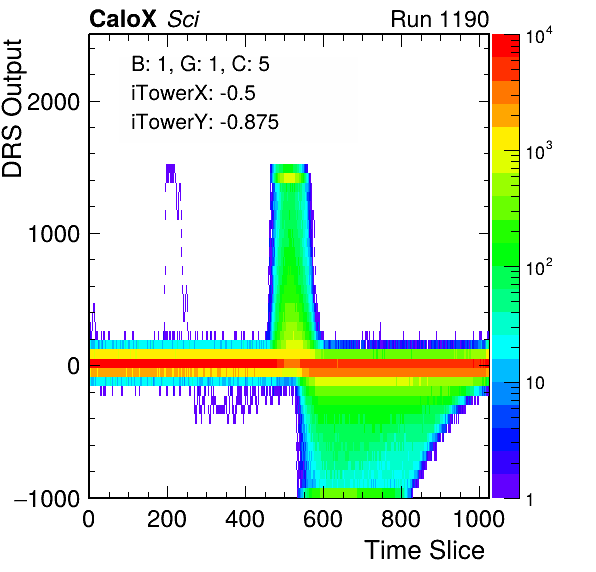 CaloX Sci Run 1190
B: 1, G: 1, C: 5
iTowerX: -0.5
iTowerY: -0.875
DRS Output
2000
1000
0
−1000
0 200 400 600 800 1000
Time Slice
10^4
10^3
10^2
10
1